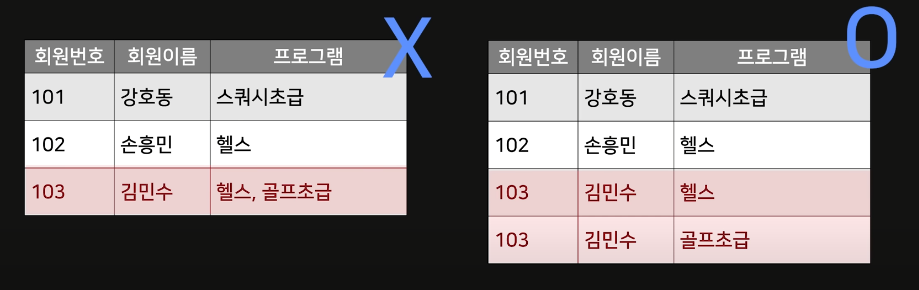 X
회원번호 회원이름 프로그램
101 강호동 스쿼시초급
102 손흥민 헬스
103 김민수 헬스, 골프초급
O
회원번호 회원이름 프로그램
101 강호동 스쿼시초급
102 손흥민 헬스
103 김민수 헬스
103 김민수 골프초급